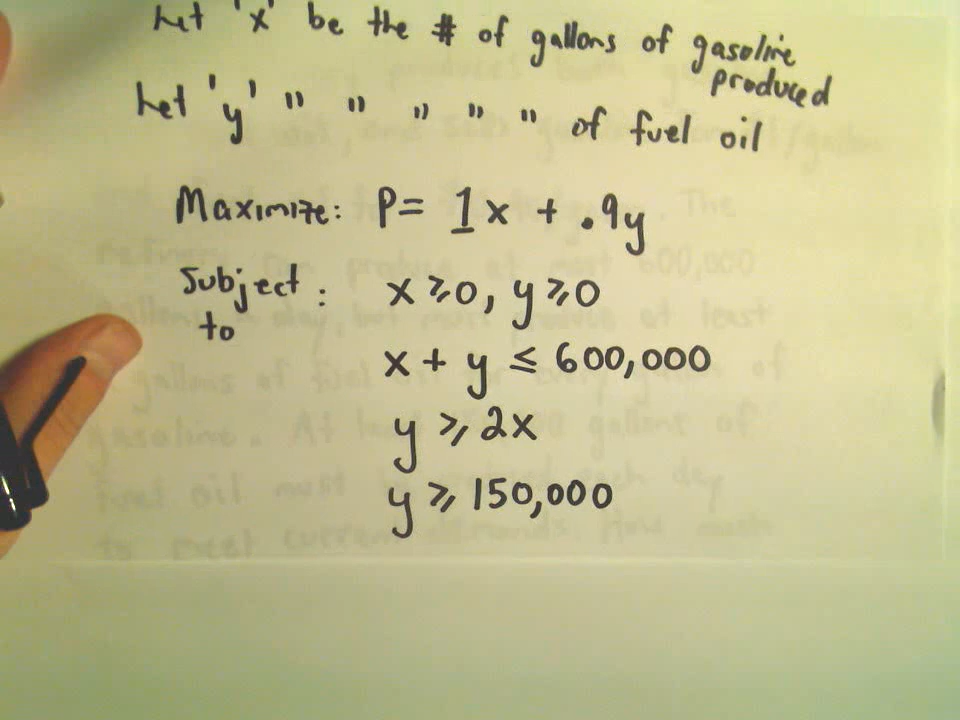 Let 'x' be the # of gallons of gasoline produced
Let 'y' " " " " " of fuel oil
Maximize: P= 1x + .9y
Subject to: x ≥ 0, y ≥ 0
x + y ≤ 600,000
y ≥ 2x
y ≥ 150,000